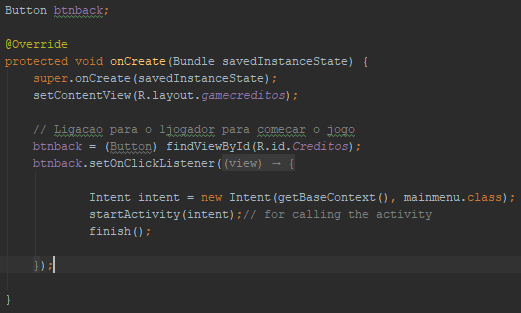 Button btnback;
@Override
protected void onCreate(Bundle savedInstanceState) {
super.onCreate(savedInstanceState);
setContentView(R.layout.gamecreditos);
// Ligacao para o 1jogador para comecar o jogo
btnback = (Button) findViewById(R.id.Creditos);
btnback.setOnClickListener((view) → {
Intent intent = new Intent(getBaseContext(), mainmenu.class);
startActivity(intent);// for calling the activity
finish();
});
}